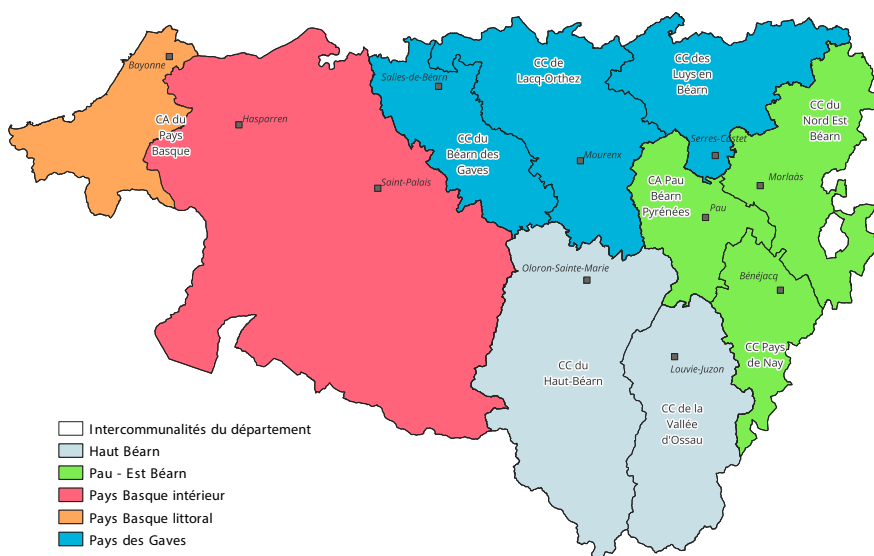 Bayonne
CA du
Pays
Basque
Hasparren
Saint-Palais
Salies-de-Béarn
CC du
Béarn des
Gaves
CC de
Lacq-Orthez
Mourenx
CC des
Luys en
Béarn
Serres-Castet
CC du
Nord Est
Béarn
Morlaàs
CA Pau
Béarn
Pyrénées
Pau
Bénéjacq
CC Pays
de Nay
Oloron-Sainte-Marie
CC du
Haut-Béarn
Louvie-Juzon
CC de la
Vallée
d'Ossau
Intercommunalités du département
Haut Béarn
Pau - Est Béarn
Pays Basque intérieur
Pays Basque littoral
Pays des Gaves